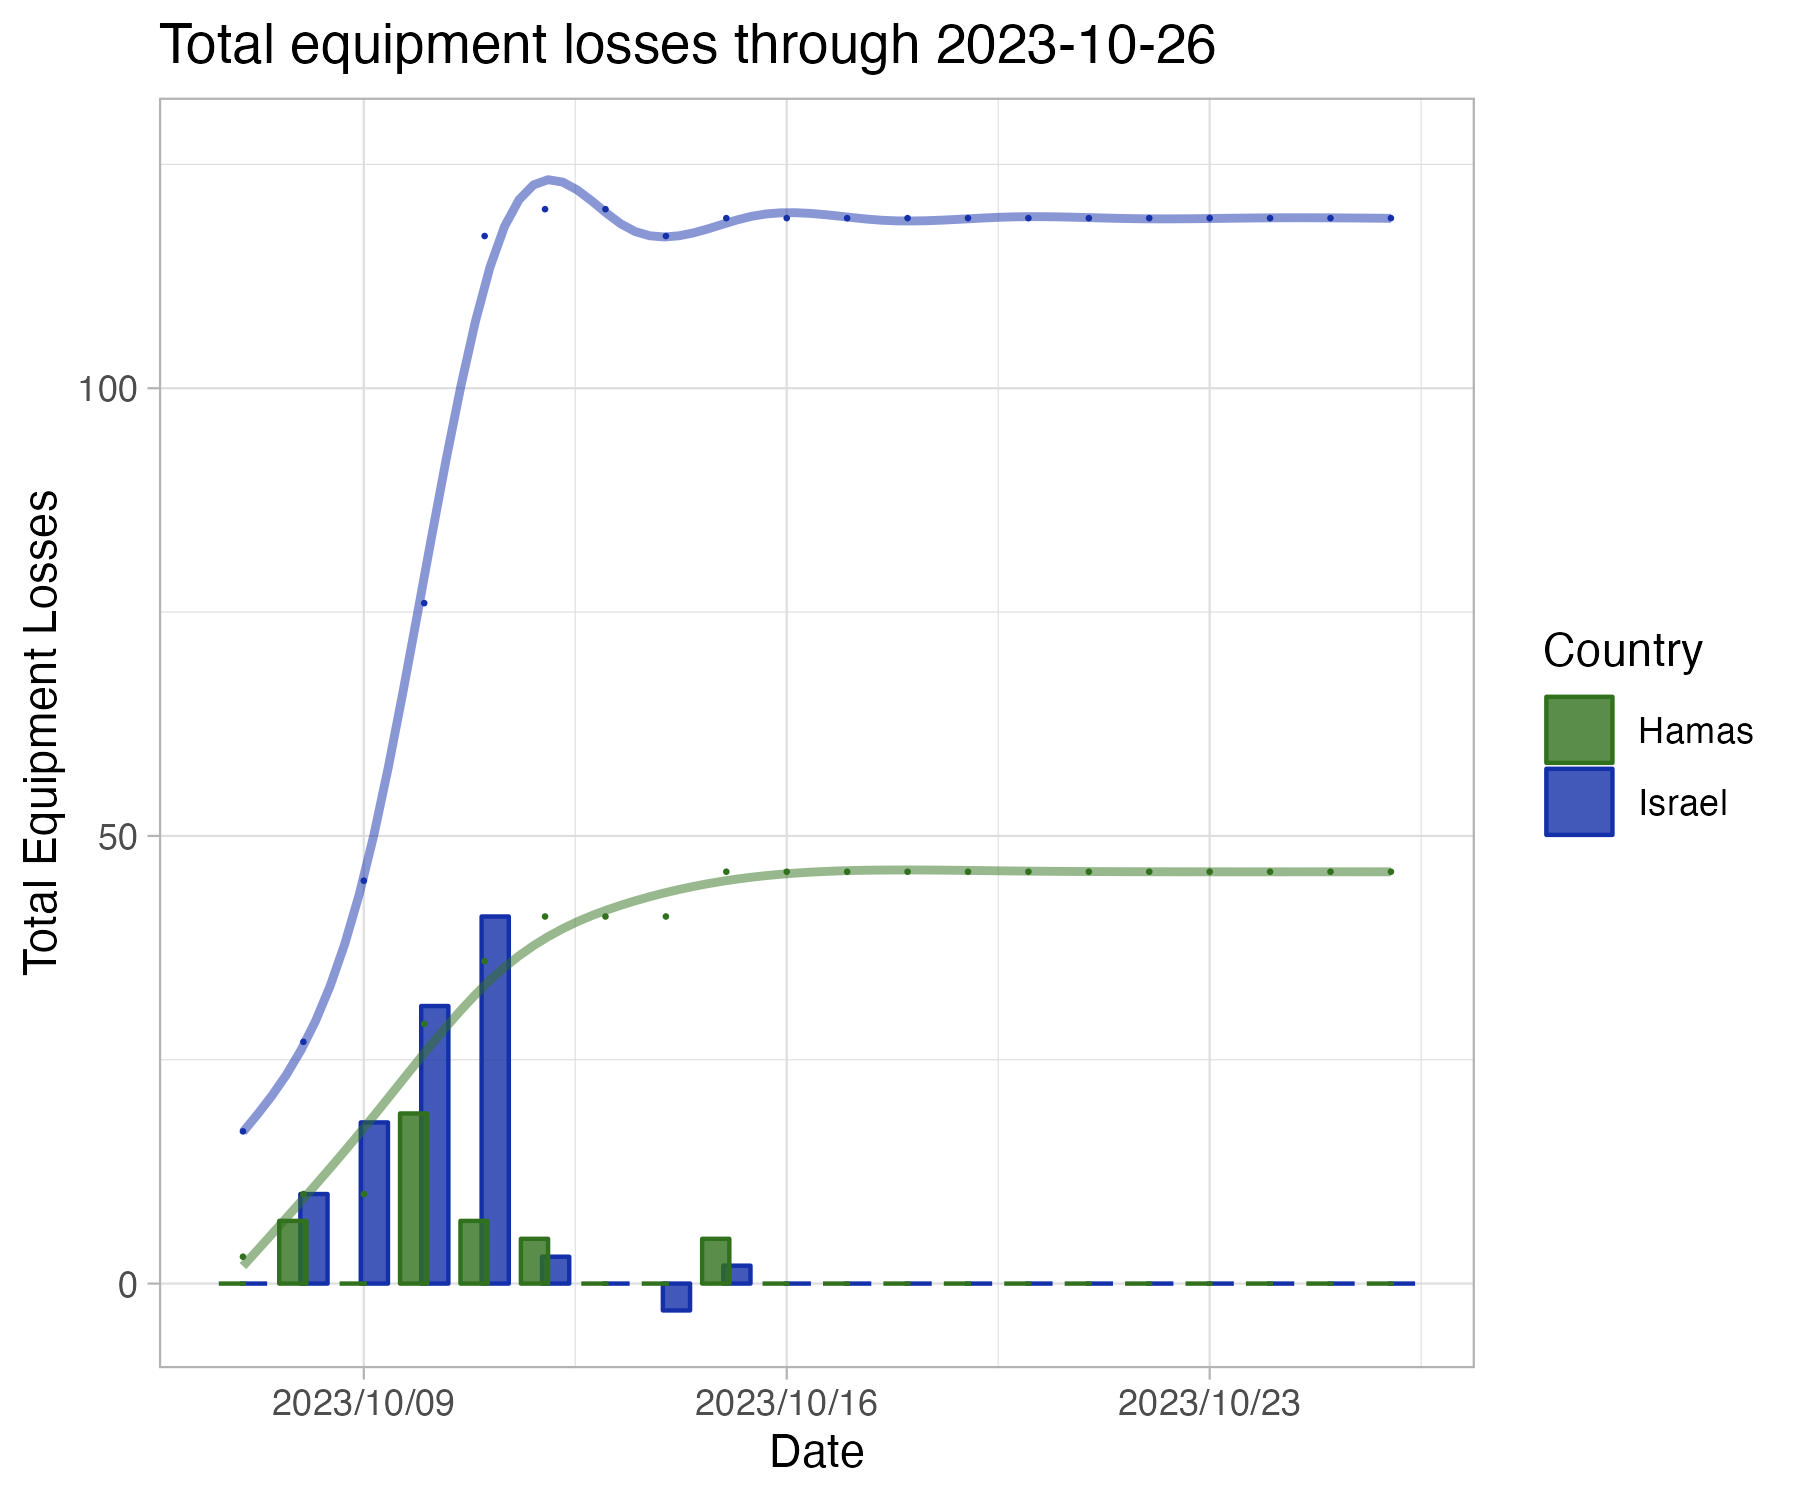 Total equipment losses through 2023-10-26
Total Equipment Losses
100
50
0
2023/10/09
2023/10/16
2023/10/23
Date
Country
Hamas
Israel